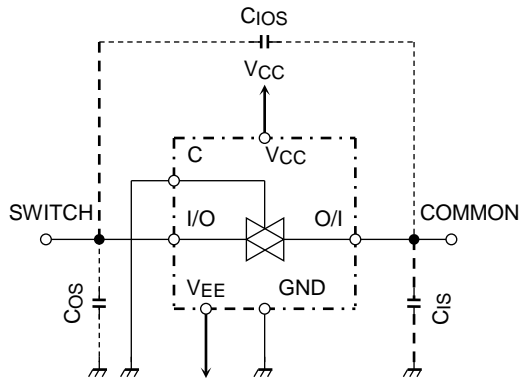 CIOS
VCC
VCC
C
SWITCH
I/O
O/I
COMMON
VEE
GND
COS
CIS